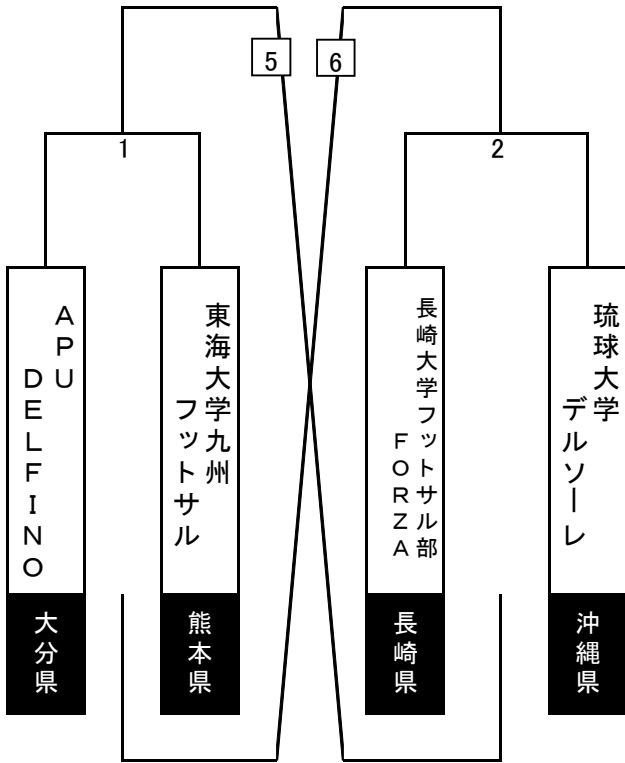 5
6
1
2
APU
DELFINO
大分県
東海大学九州
フットサル
熊本県
長崎大学フットサル部
FORZA
長崎県
琉球大学
デルソーレ
沖縄県